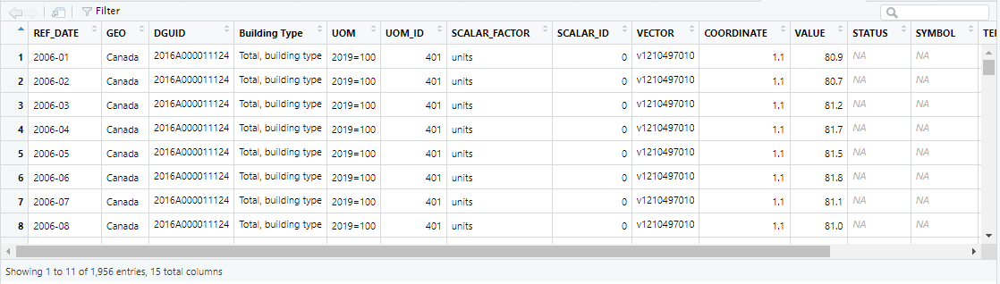 Filter
REF_DATE GEO DGUID Building Type UOM UOM_ID SCALAR_FACTOR SCALAR_ID VECTOR COORDINATE VALUE STATUS SYMBOL TE
1 2006-01 Canada 2016A000011124 Total, building type 2019=100 401 units 0 v1210497010 1.1 80.9 NA NA
2 2006-02 Canada 2016A000011124 Total, building type 2019=100 401 units 0 v1210497010 1.1 80.7 NA NA
3 2006-03 Canada 2016A000011124 Total, building type 2019=100 401 units 0 v1210497010 1.1 81.2 NA NA
4 2006-04 Canada 2016A000011124 Total, building type 2019=100 401 units 0 v1210497010 1.1 81.7 NA NA
5 2006-05 Canada 2016A000011124 Total, building type 2019=100 401 units 0 v1210497010 1.1 81.5 NA NA
6 2006-06 Canada 2016A000011124 Total, building type 2019=100 401 units 0 v1210497010 1.1 81.8 NA NA
7 2006-07 Canada 2016A000011124 Total, building type 2019=100 401 units 0 v1210497010 1.1 81.1 NA NA
8 2006-08 Canada 2016A000011124 Total, building type 2019=100 401 units 0 v1210497010 1.1 81.0 NA NA
Showing 1 to 11 of 1,956 entries, 15 total columns